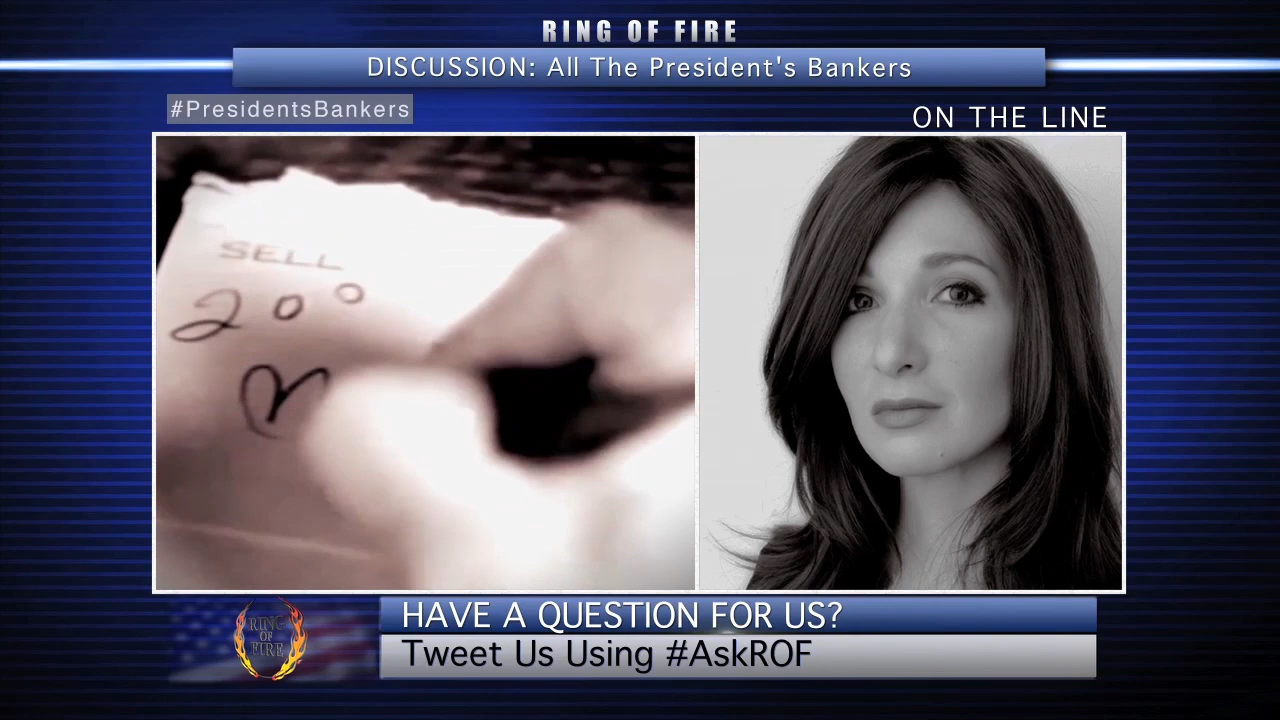 RING OF FIRE
DISCUSSION: All The President's Bankers
#PresidentsBankers
ON THE LINE
SELL
200
RING
OF
FIRE
HAVE A QUESTION FOR US?
Tweet Us Using #AskROF